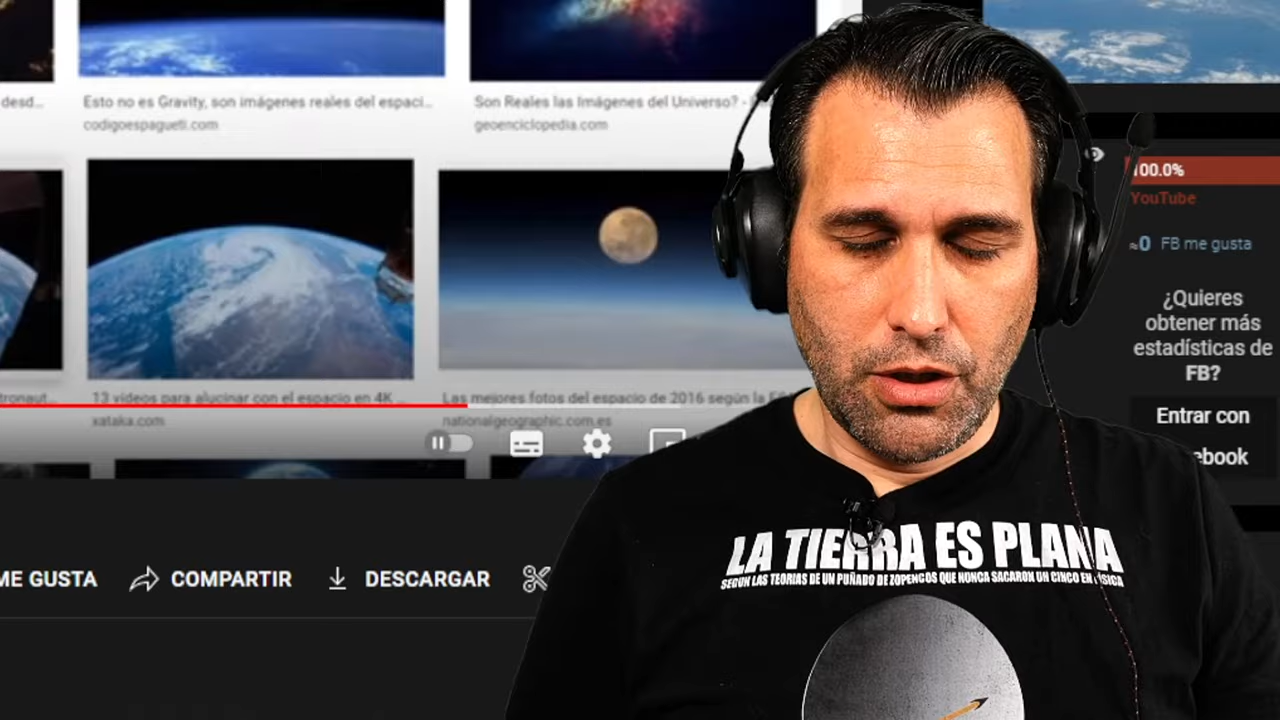 desd...
Esto no es Gravity, son imágenes reales del espaci...
codigoespagueti.com
Son Reales las Imágenes del Universo? -
geoenciclopedia.com
100.0%
YouTube
≈0 FB me gusta
¿Quieres
obtener más
estadísticas de
FB?
Entrar con
ebook
tronaut...
13 videos para alucinar con el espacio en 4K ...
xataka.com
Las mejores fotos del espacio de 2016 según la
nationalgeographic.com.es
ME GUSTA
COMPARTIR
DESCARGAR
LA TIERRA ES PLANA
SEGÚN LAS TEORIAS DE UN PUÑADO DE ZOPENCOS QUE NUNCA SACARON UN CINCO EN FÍSICA